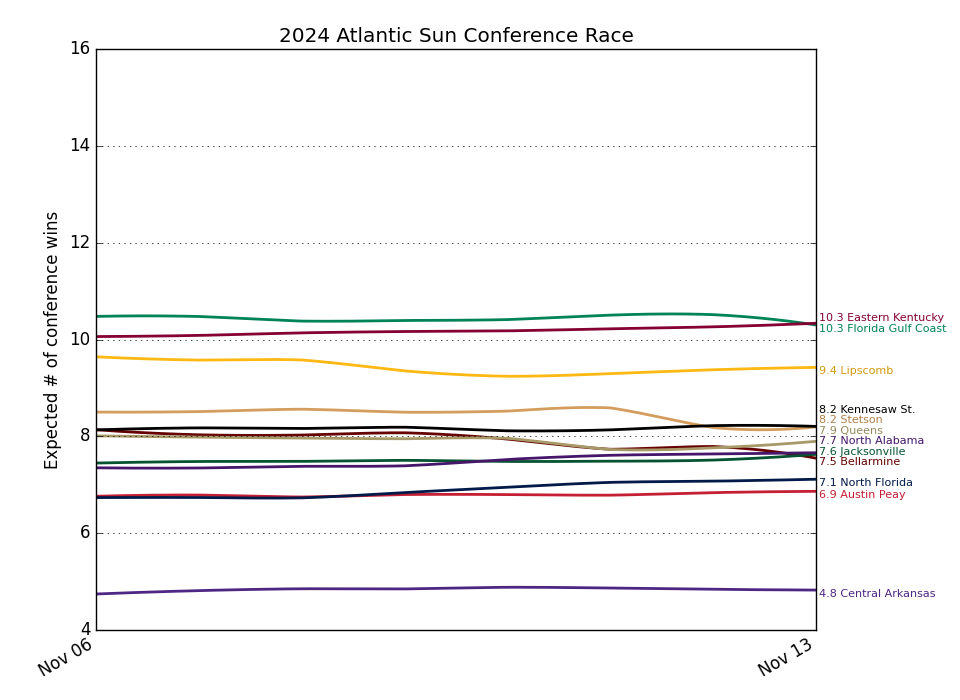 2024 Atlantic Sun Conference Race
Expected # of conference wins
16
14
12
10
8
6
4
Nov 06
Nov 13
10.3 Eastern Kentucky
10.3 Florida Gulf Coast
9.4 Lipscomb
8.2 Kennesaw St.
8.2 Stetson
7.9 Queens
7.7 North Alabama
7.6 Jacksonville
7.5 Bellarmine
7.1 North Florida
6.9 Austin Peay
4.8 Central Arkansas